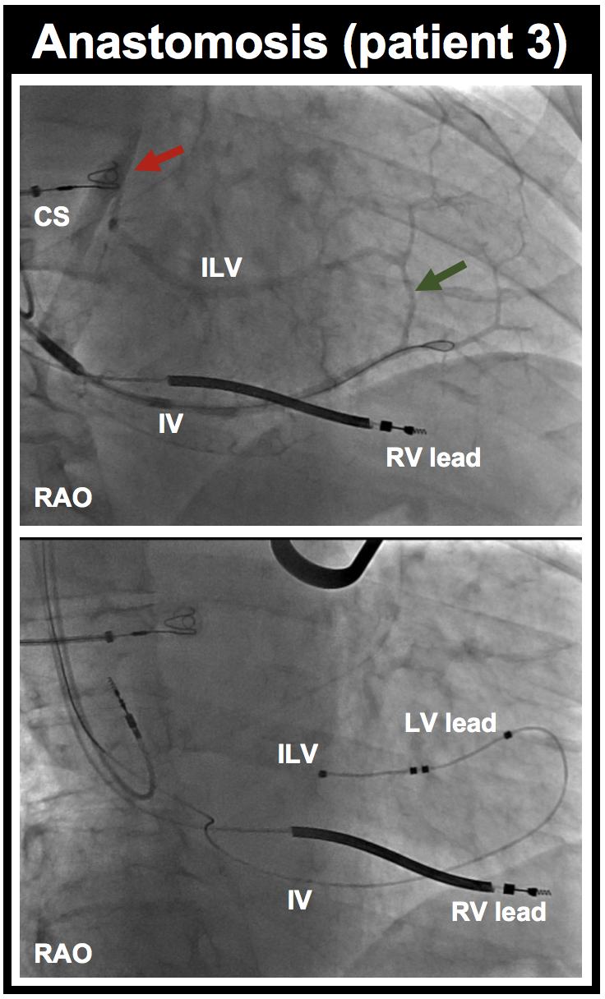 Anastomosis (patient 3)
CS
ILV
IV
RV lead
RAO
LV lead
ILV
IV
RV lead
RAO